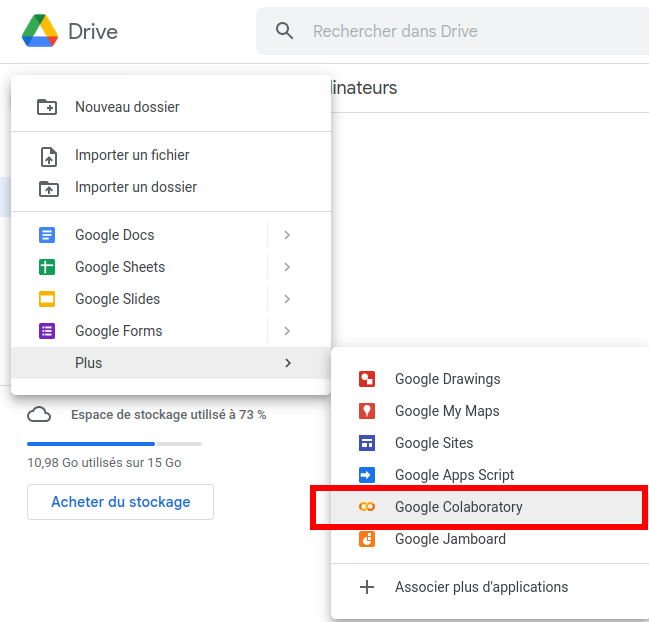 Drive
Rechercher dans Drive
inateurs
Nouveau dossier
Importer un fichier
Importer un dossier
Google Docs
Google Sheets
Google Slides
Google Forms
Plus
Google Drawings
Google My Maps
Google Sites
Google Apps Script
Google Colaboratory
Google Jamboard
Associer plus d'applications
Espace de stockage utilisé à 73 %
10,98 Go utilisés sur 15 Go
Acheter du stockage